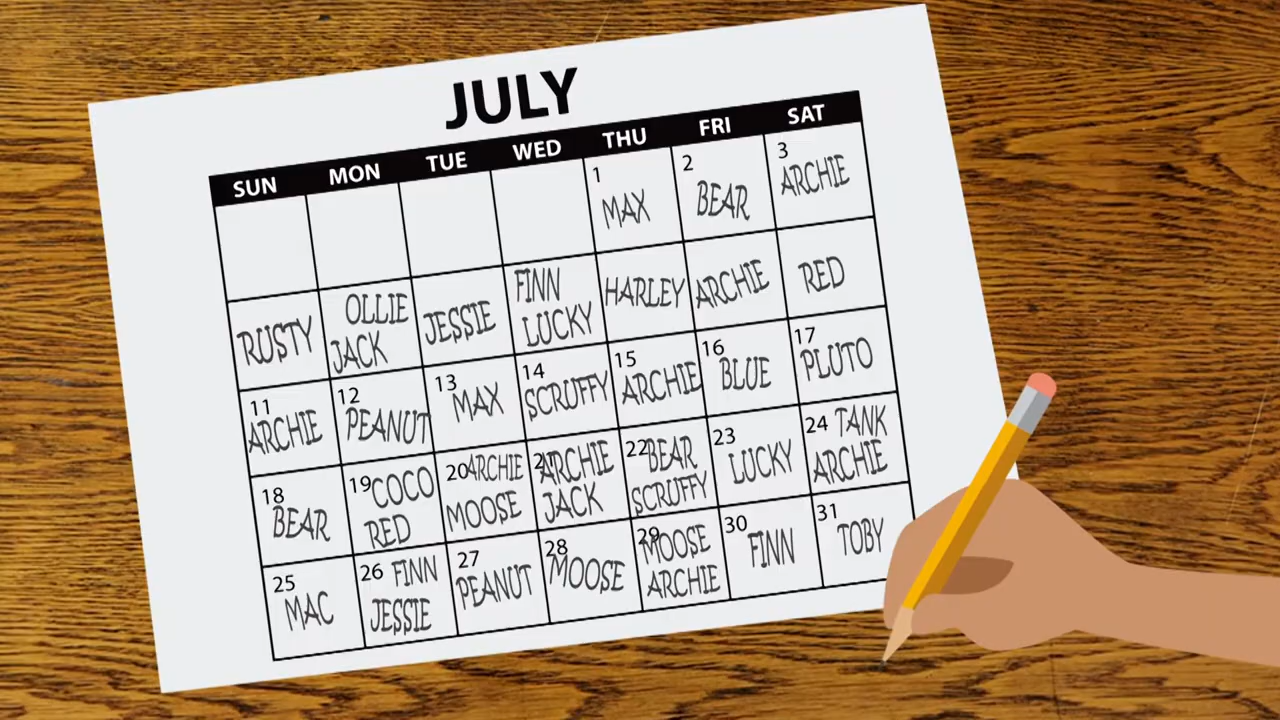 JULY
SUN MON TUE WED THU FRI SAT
1 2 3
MAX BEAR ARCHIE
RUSTY OLLIE JACK JESSIE FINN LUCKY HARLEY ARCHIE RED
11 ARCHIE 12 PEANUT 13 MAX 14 SCRUFFY 15 ARCHIE 16 BLUE 17 PLUTO
18 BEAR 19 COCO RED 20 ARCHIE MOOSE 21 ARCHIE JACK 22 BEAR SCRUFFY 23 LUCKY 24 TANK ARCHIE
25 MAC 26 FINN JESSIE 27 PEANUT 28 MOOSE 29 MOOSE ARCHIE 30 FINN 31 TOBY